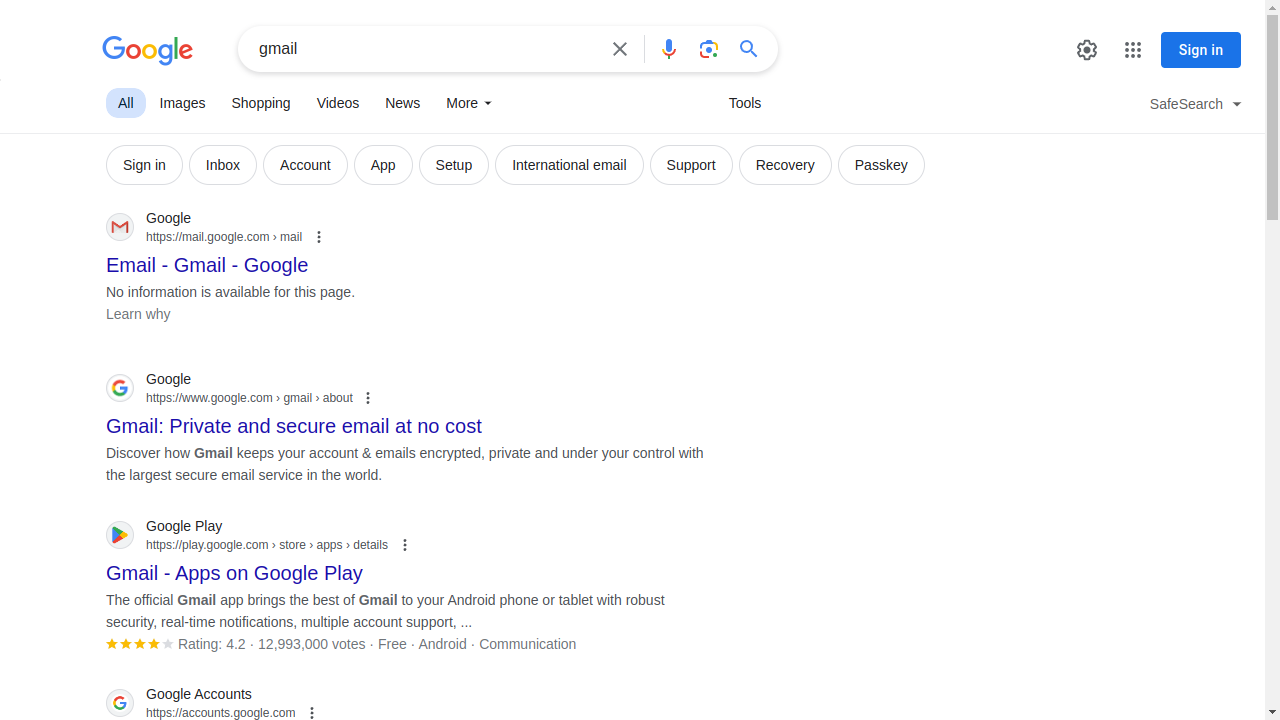 Google
gmail
Sign in
All
Images
Shopping
Videos
News
More
Tools
SafeSearch
Sign in
Inbox
Account
App
Setup
International email
Support
Recovery
Passkey
Google
https://mail.google.com › mail
Email - Gmail - Google
No information is available for this page.
Learn why
Google
https://www.google.com › gmail › about
Gmail: Private and secure email at no cost
Discover how Gmail keeps your account & emails encrypted, private and under your control with
the largest secure email service in the world.
Google Play
https://play.google.com › store › apps › details
Gmail - Apps on Google Play
The official Gmail app brings the best of Gmail to your Android phone or tablet with robust
security, real-time notifications, multiple account support, ...
Rating: 4.2 · 12,993,000 votes · Free · Android · Communication
Google Accounts
https://accounts.google.com